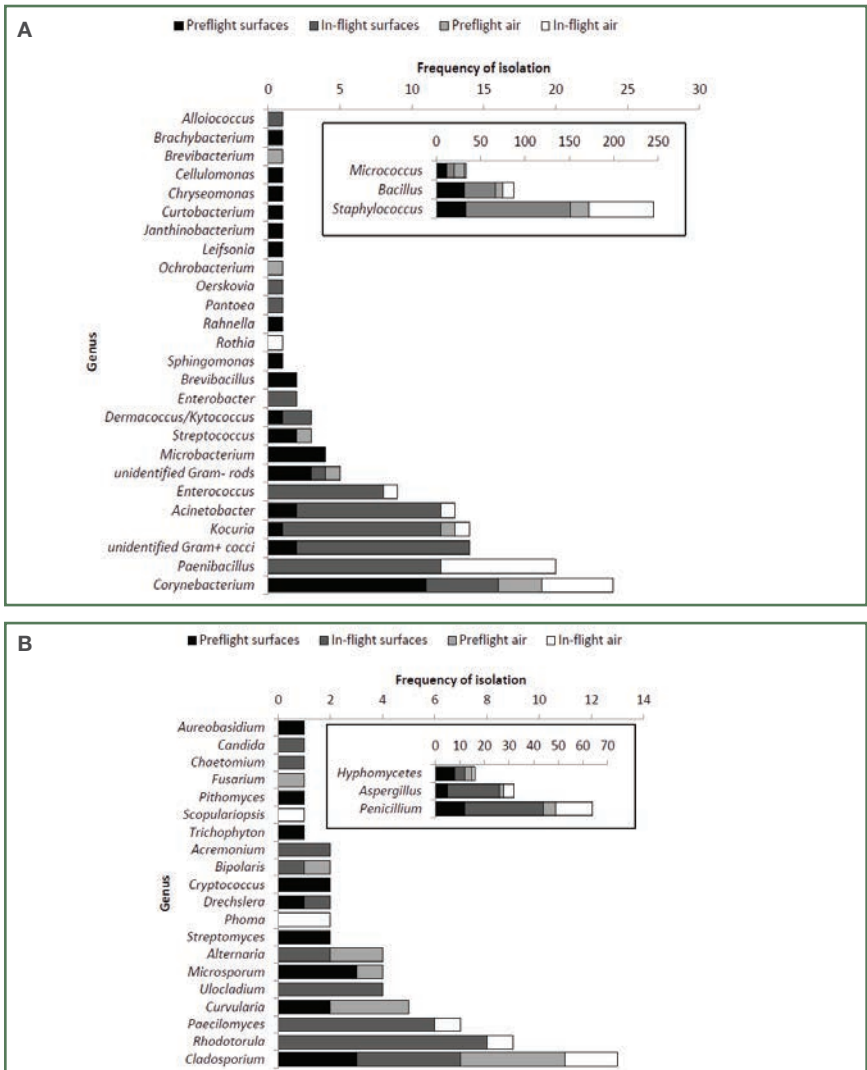 A
Preflight surfaces In-flight surfaces Preflight air In-flight air
Frequency of isolation
0 5 10 15 20 25 30
Genus
Alloiococcus
Brachybacterium
Brevibacterium
Cellulomonas
Chryseomonas
Curtobacterium
Janthinobacterium
Leifsonia
Ochrobacterium
Oerskovia
Pantoea
Rahnella
Rothia
Sphingomonas
Brevibacillus
Enterobacter
Dermacoccus/Kytococcus
Streptococcus
Microbacterium
unidentified Gram- rods
Enterococcus
Acinetobacter
Kocuria
unidentified Gram+ cocci
Paenibacillus
Corynebacterium
0 50 100 150 200 250
Micrococcus
Bacillus
Staphylococcus
B
Preflight surfaces In-flight surfaces Preflight air In-flight air
Frequency of isolation
0 2 4 6 8 10 12 14
Genus
Aureobasidium
Candida
Chaetomium
Fusarium
Pithomyces
Scopulariopsis
Trichophyton
Acremonium
Bipolaris
Cryptococcus
Drechslera
Phoma
Streptomyces
Alternaria
Microsporum
Ulocladium
Curvularia
Paecilomyces
Rhodotorula
Cladosporium
0 10 20 30 40 50 60 70
Hyphomycetes
Aspergillus
Penicillium